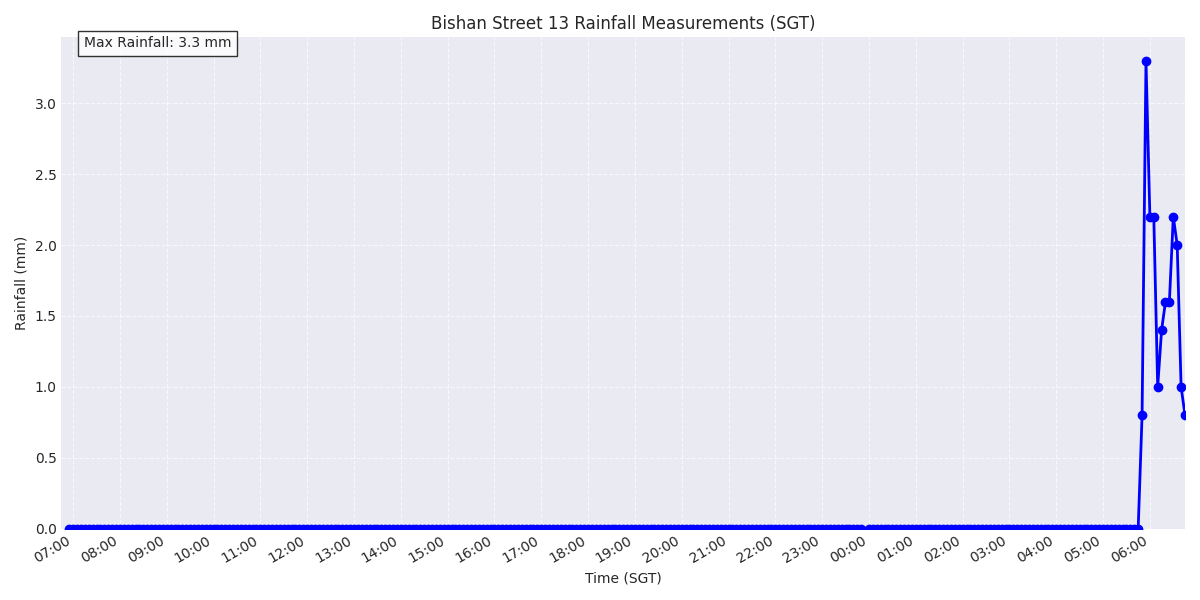 Bishan Street 13 Rainfall Measurements (SGT)
Max Rainfall: 3.3 mm
Rainfall (mm)
3.0
2.5
2.0
1.5
1.0
0.5
0.0
07:00 08:00 09:00 10:00 11:00 12:00 13:00 14:00 15:00 16:00 17:00 18:00 19:00 20:00 21:00 22:00 23:00 00:00 01:00 02:00 03:00 04:00 05:00 06:00
Time (SGT)